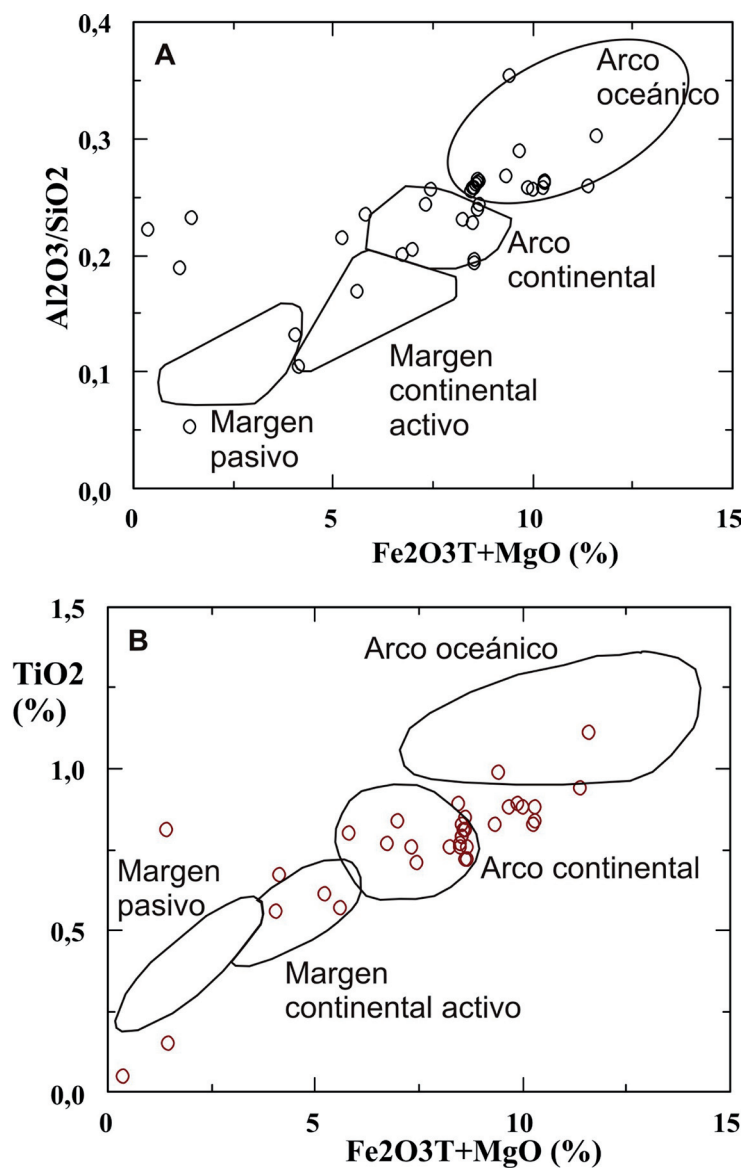 0,4
A
Arco
oceánico
0,3
Al2O3/SiO2
0,2
Arco
continental
0,1
Margen
continental
activo
Margen
pasivo
0,0
0
5
10
15
Fe2O3T+MgO (%)
1,5
B
Arco oceánico
TiO2
(%)
1,0
Margen
pasivo
Arco continental
0,5
Margen
continental activo
0,0
0
5
10
15
Fe2O3T+MgO (%)